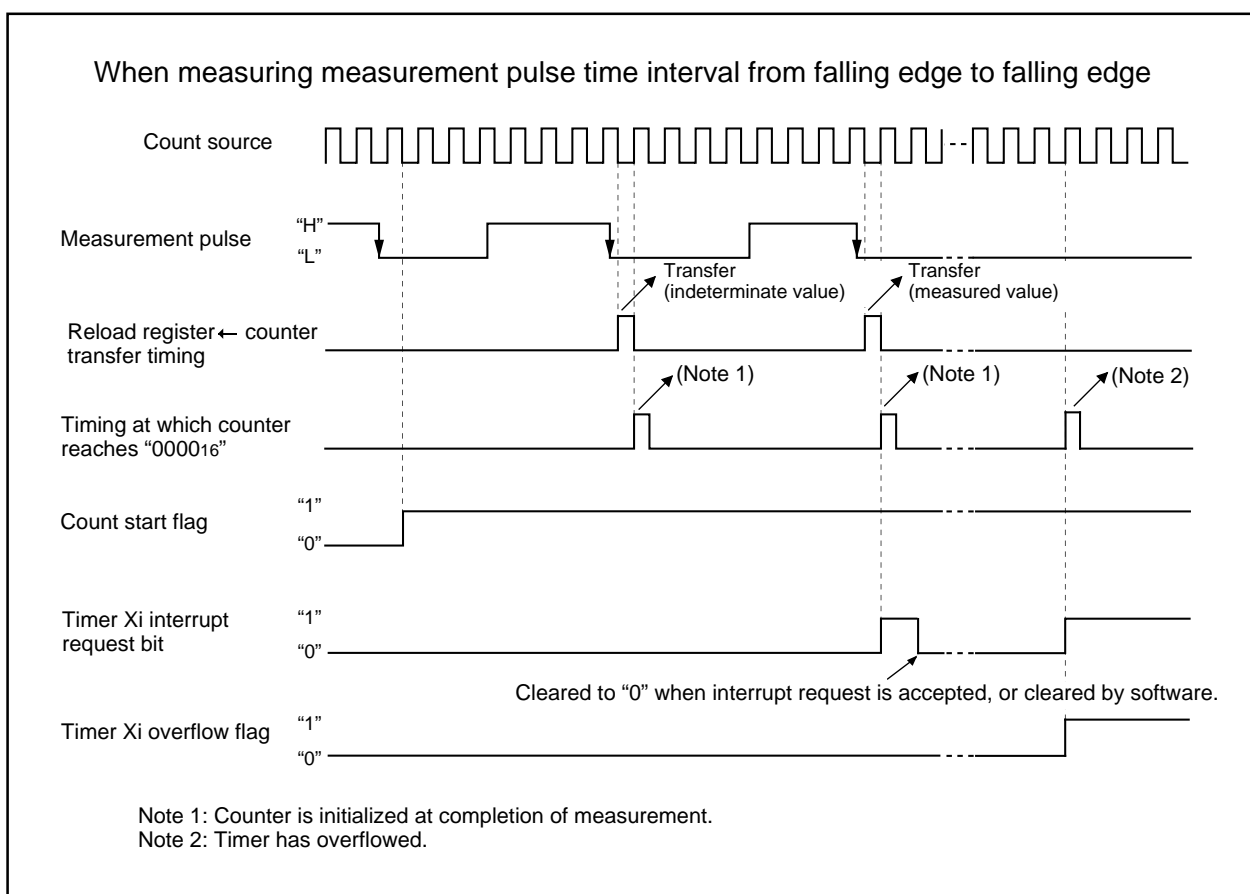 When measuring measurement pulse time interval from falling edge to falling edge
Count source
Measurement pulse
“H”
“L”
Transfer
(indeterminate value)
Transfer
(measured value)
Reload register ← counter
transfer timing
(Note 1)
(Note 1)
(Note 2)
Timing at which counter
reaches “000016”
Count start flag
“1”
“0”
Timer Xi interrupt
request bit
“1”
“0”
Cleared to “0” when interrupt request is accepted, or cleared by software.
Timer Xi overflow flag
“1”
“0”
Note 1: Counter is initialized at completion of measurement.
Note 2: Timer has overflowed.